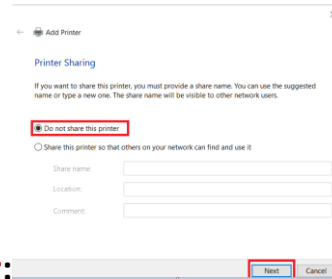 Add Printer
Printer Sharing
If you want to share this printer, you must provide a share name. You can use the suggested
name or type a new one. The share name will be visible to other network users.
Do not share this printer
Share this printer so that others on your network can find and use it
Share name:
Location:
Comment:
Next
Cancel